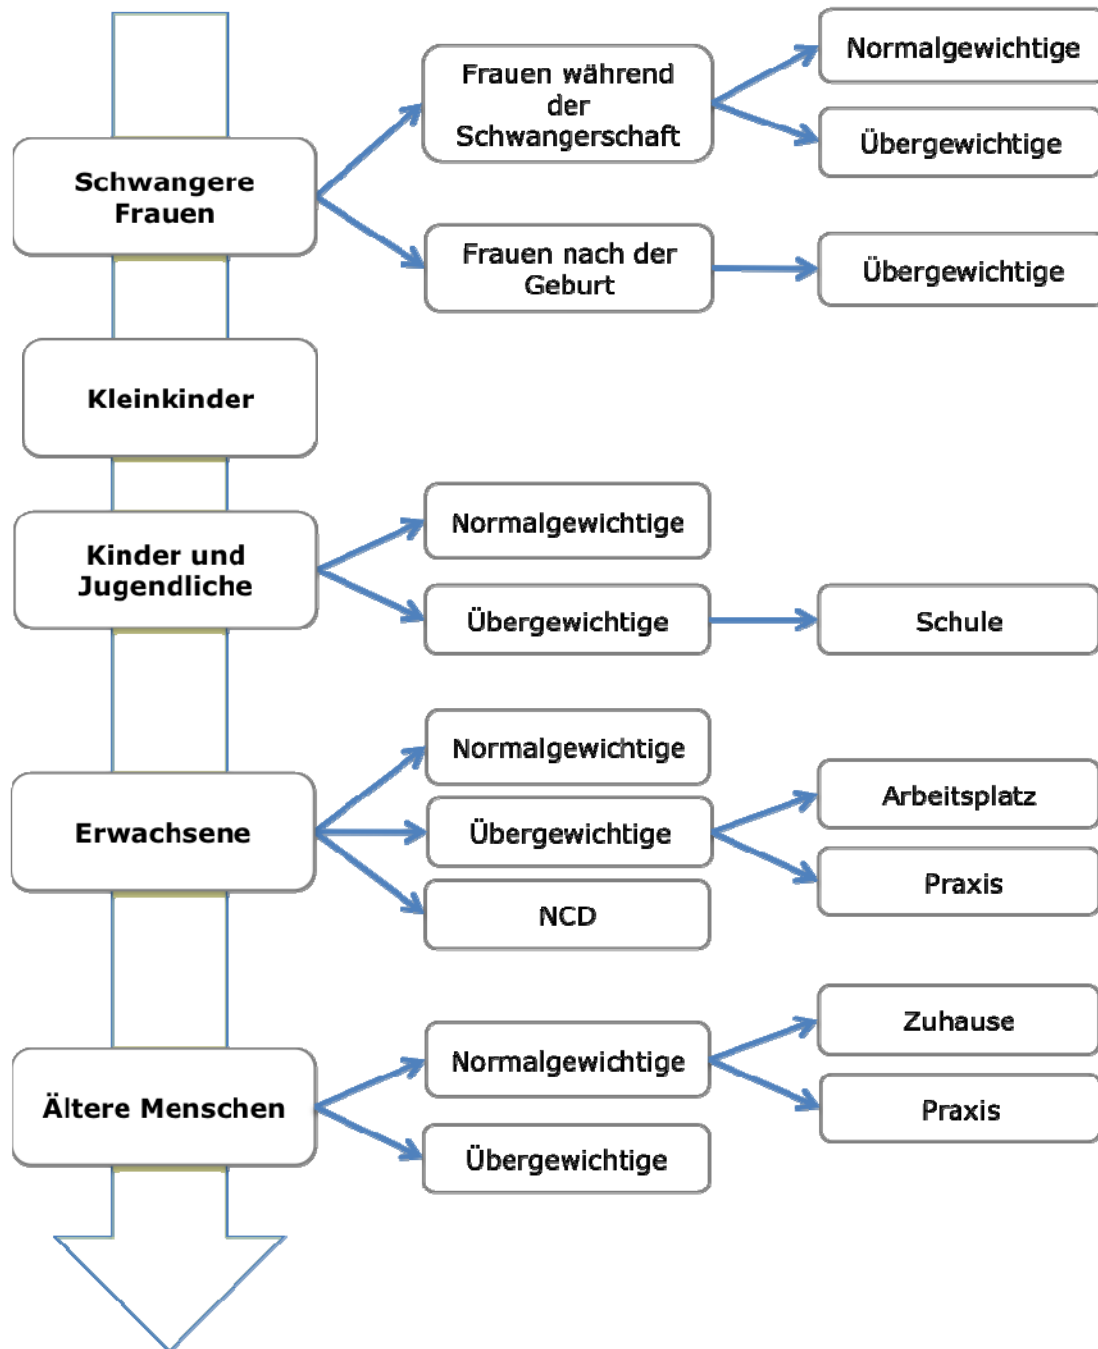 Schwangere
Frauen
Frauen während
der
Schwangerschaft
Normalgewichtige
Übergewichtige
Frauen nach der
Geburt
Übergewichtige
Kleinkinder
Kinder und
Jugendliche
Normalgewichtige
Übergewichtige
Schule
Erwachsene
Normalgewichtige
Übergewichtige
Arbeitsplatz
Praxis
NCD
Ältere Menschen
Normalgewichtige
Zuhause
Praxis
Übergewichtige